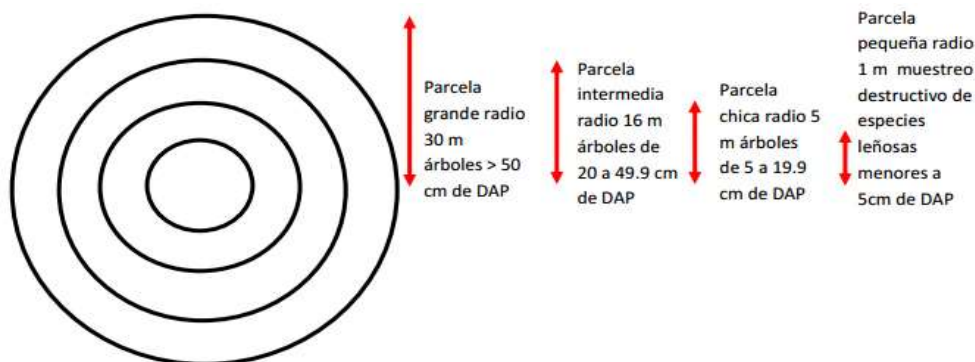 Parcela
grande radio
30 m
árboles > 50
cm de DAP
Parcela
intermedia
radio 16 m
árboles de
20 a 49.9 cm
de DAP
Parcela
chica radio 5
m árboles
de 5 a 19.9
cm de DAP
Parcela
pequeña radio
1 m muestreo
destructivo de
especies
leñosas
menores a
5cm de DAP